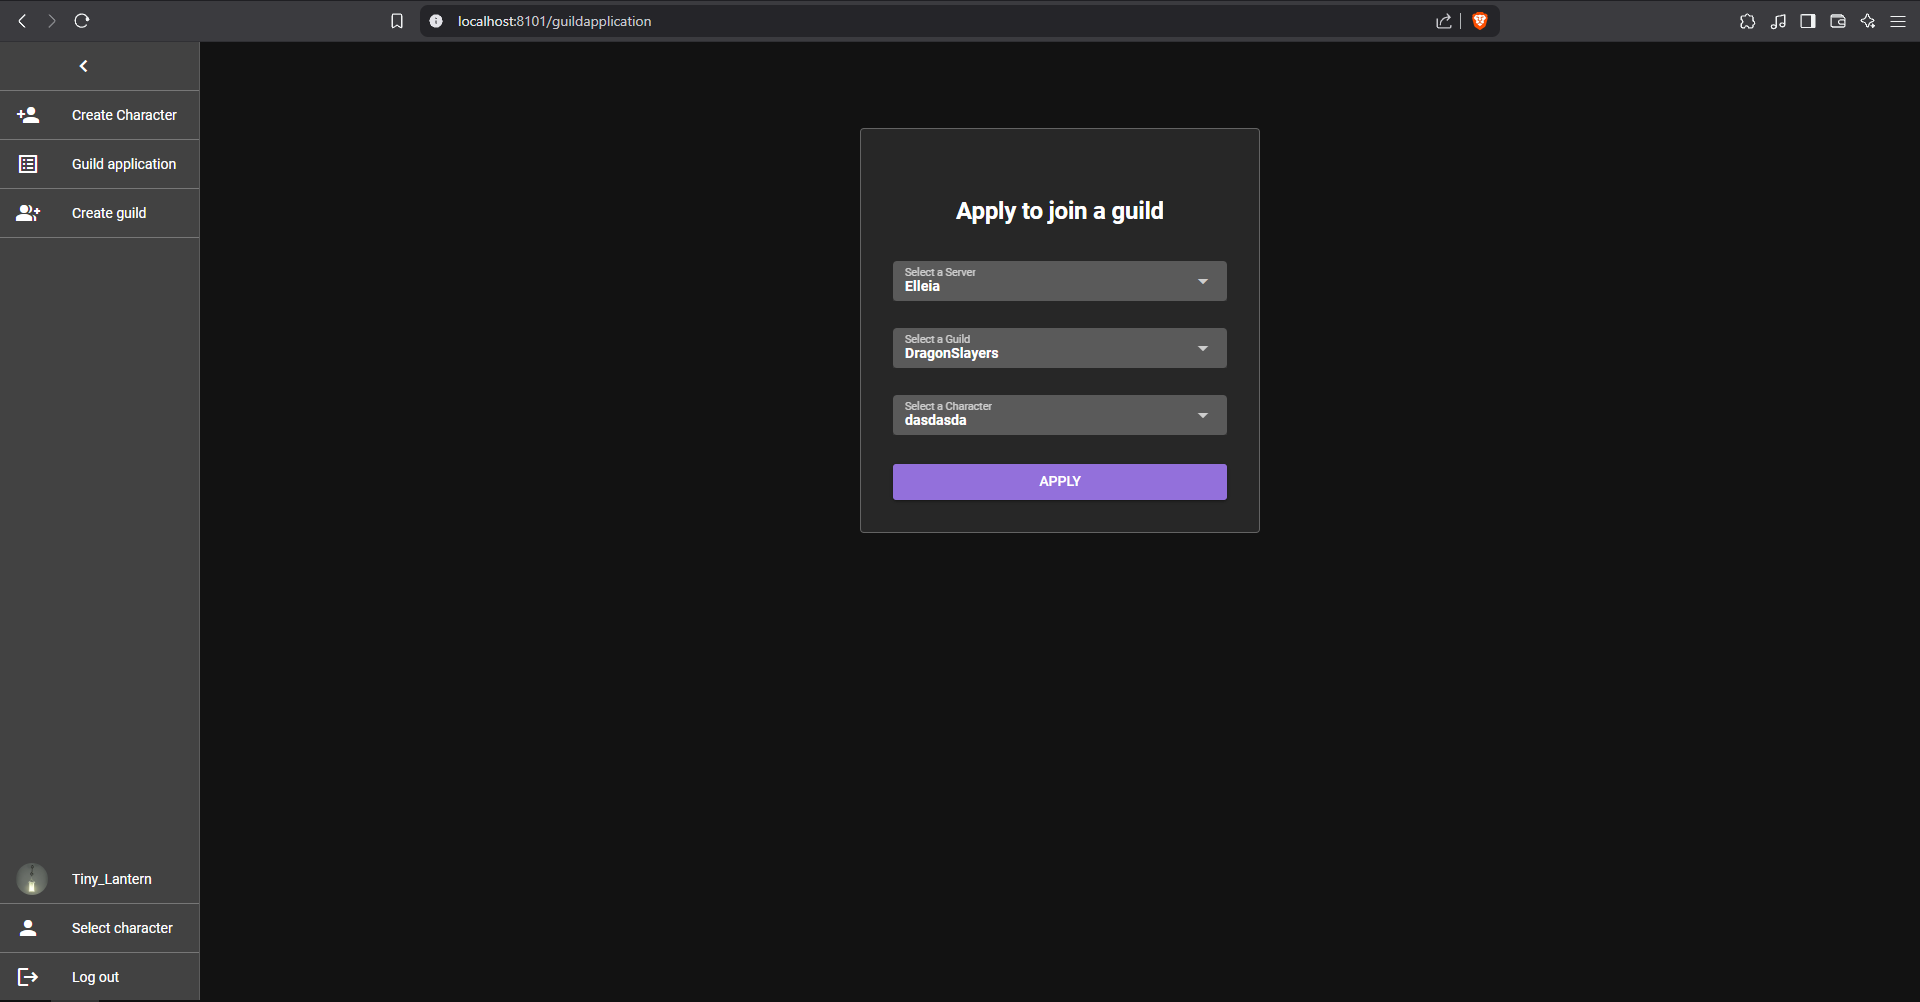 localhost:8101/guildapplication
Create Character
Guild application
Create guild
Apply to join a guild
Select a Server
Elleia
Select a Guild
DragonSlayers
Select a Character
dasdasda
APPLY
Tiny_Lantern
Select character
Log out